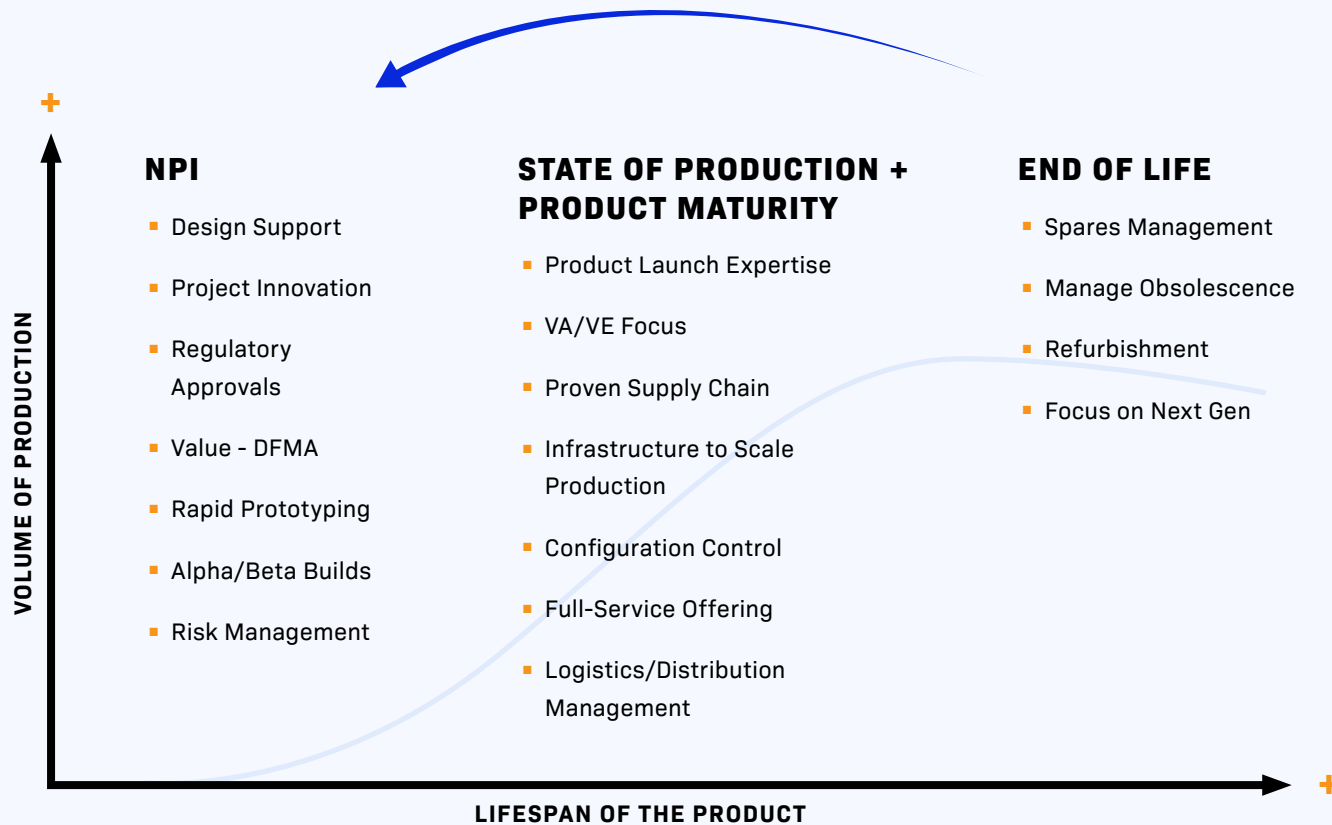 +
VOLUME OF PRODUCTION
NPI
Design Support
Project Innovation
Regulatory
Approvals
Value - DFMA
Rapid Prototyping
Alpha/Beta Builds
Risk Management
STATE OF PRODUCTION +
PRODUCT MATURITY
Product Launch Expertise
VA/VE Focus
Proven Supply Chain
Infrastructure to Scale
Production
Configuration Control
Full-Service Offering
Logistics/Distribution
Management
END OF LIFE
Spares Management
Manage Obsolescence
Refurbishment
Focus on Next Gen
+
LIFESPAN OF THE PRODUCT